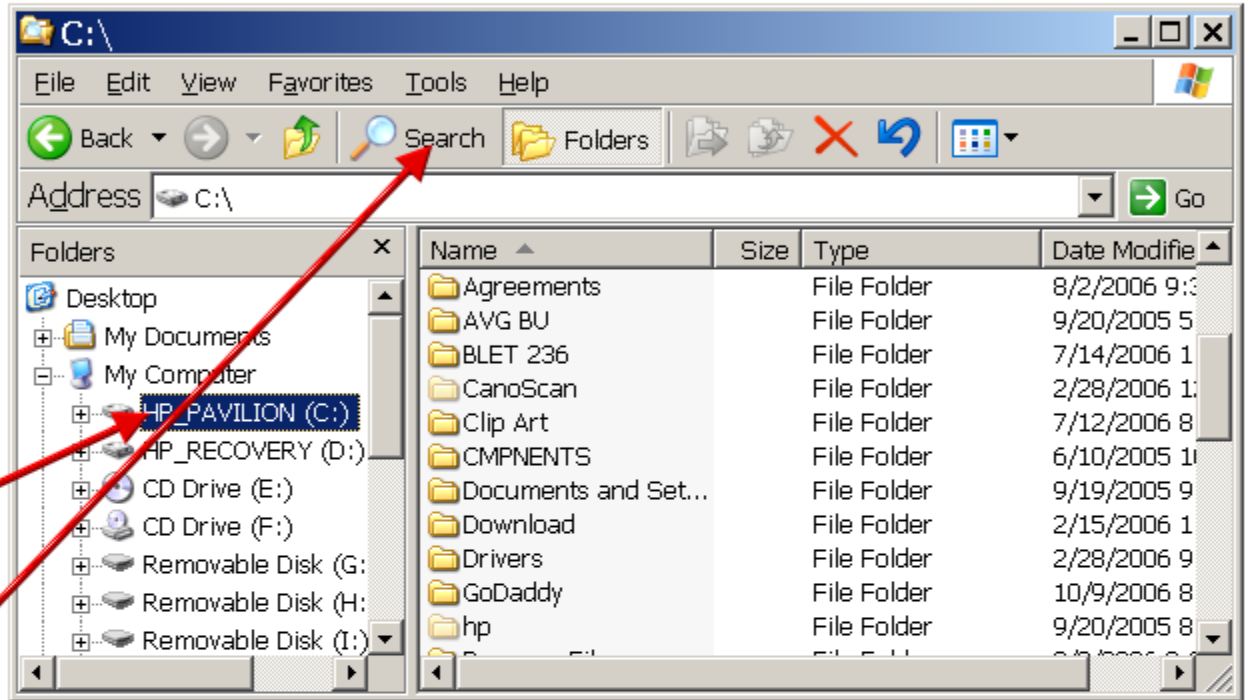 C:\
File Edit View Favorites Tools Help
Back Search Folders
Address C:\ Go
Folders
Desktop
My Documents
My Computer
HP_PAVILION (C:)
HP_RECOVERY (D:)
CD Drive (E:)
CD Drive (F:)
Removable Disk (G:
Removable Disk (H:
Removable Disk (I:)
Name Size Type Date Modifie
Agreements File Folder 8/2/2006 9:3
AVG BU File Folder 9/20/2005 5
BLET 236 File Folder 7/14/2006 1
CanoScan File Folder 2/28/2006 1
Clip Art File Folder 7/12/2006 8
CMPNENTS File Folder 6/10/2005 1
Documents and Set... File Folder 9/19/2005 9
Download File Folder 2/15/2006 1
Drivers File Folder 2/28/2006 9
GoDaddy File Folder 10/9/2006 8
hp File Folder 9/20/2005 8